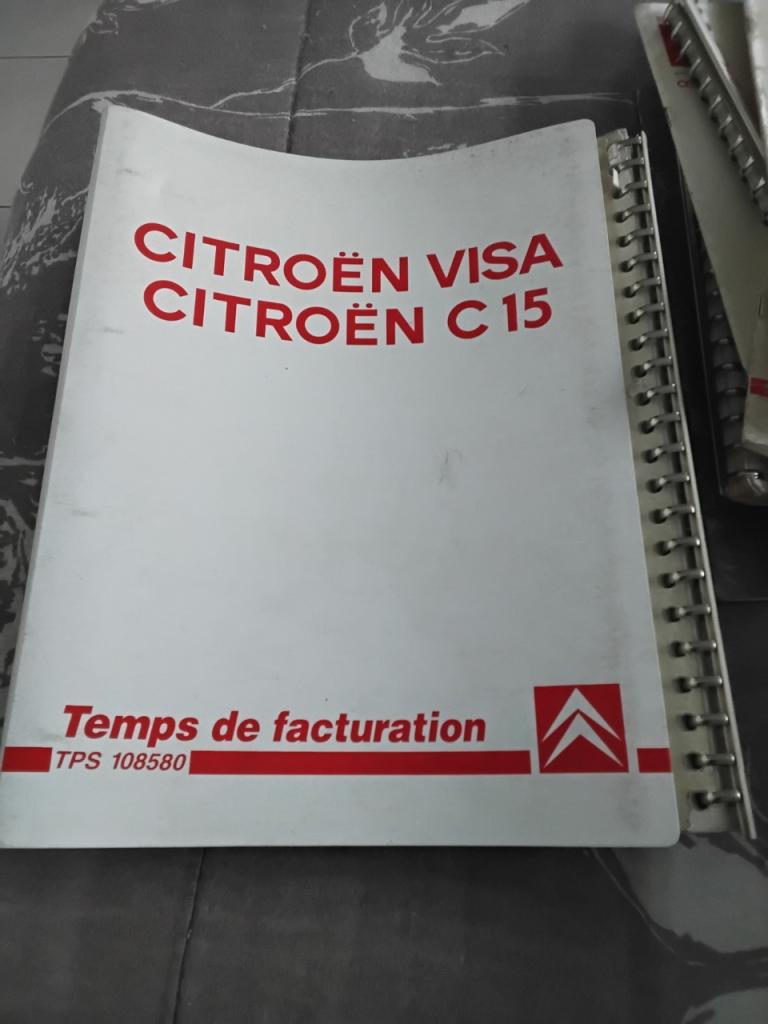 CITROËN VISA
CITROËN C 15
Temps de facturation
TPS 108580